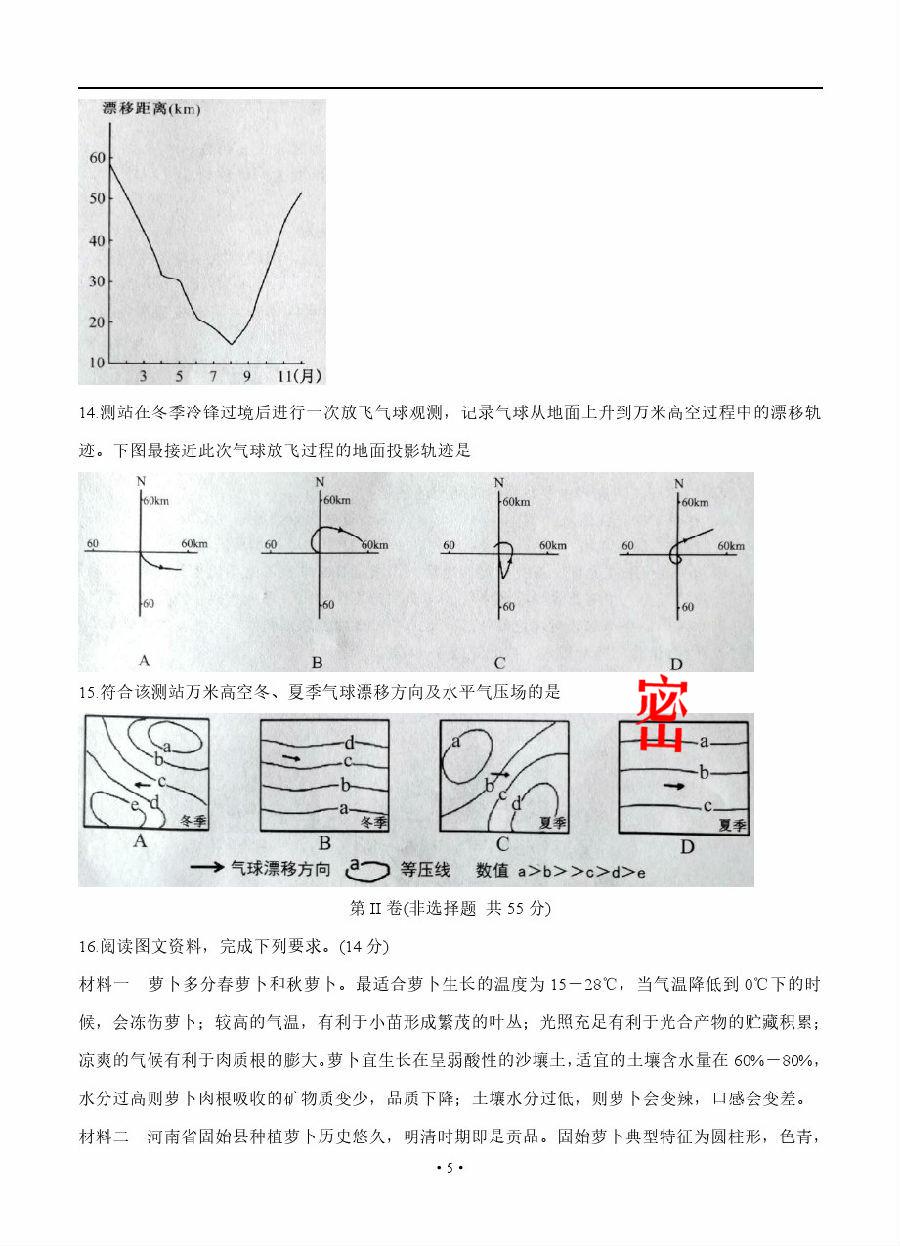 漂移距离(km)
60
50
40
30
20
10
3 5 7 9 11(月)
14.测站在冬季冷锋过境后进行一次放飞气球观测，记录气球从地面上升到万米高空过程中的漂移轨
迹。下图最接近此次气球放飞过程的地面投影轨迹是
N N N N
60km 60km 60km 60km
60 60km 60 60km 60 60km 60 60km
60 60 60 60
A B C D
15.符合该测站万米高空冬、夏季气球漂移方向及水平气压场的是
密
a b c d e 冬季
d c b a 冬季
a b c d 夏季
a b c 夏季
A B C D
气球漂移方向 a 等压线 数值 a>b>>c>d>e
第II卷(非选择题 共55分)
16.阅读图文资料，完成下列要求。(14分)
材料一 萝卜多分春萝卜和秋萝卜。最适合萝卜生长的温度为15－28℃，当气温降低到0℃下的时
候，会冻伤萝卜；较高的气温，有利于小苗形成繁茂的叶丛；光照充足有利于光合产物的贮藏积累；
凉爽的气候有利于肉质根的膨大。萝卜宜生长在呈弱酸性的沙壤土，适宜的土壤含水量在60%－80%，
水分过高则萝卜肉根吸收的矿物质变少，品质下降；土壤水分过低，则萝卜会变辣，口感会变差。
材料二 河南省固始县种植萝卜历史悠久，明清时期即是贡品。固始萝卜典型特征为圆柱形，色青，
·5·